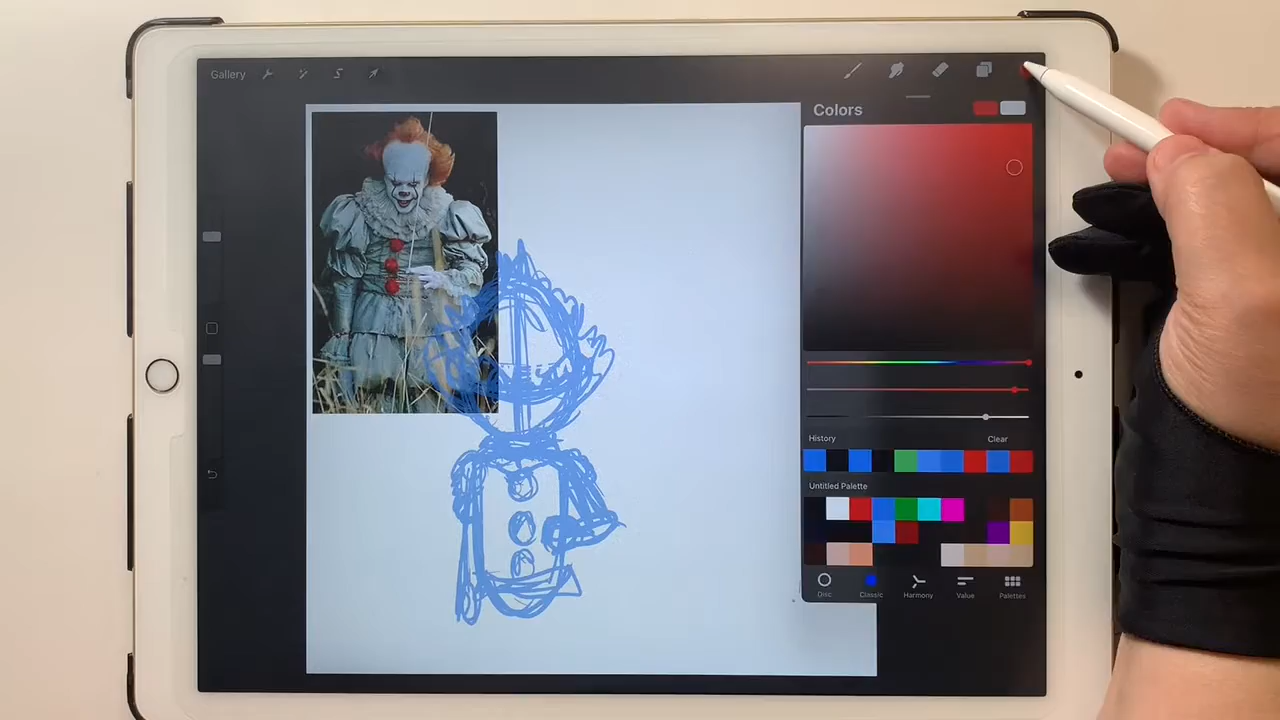 Gallery
Colors
History
Clear
Untitled Palette
Disc
Classic
Harmony
Value
Palettes